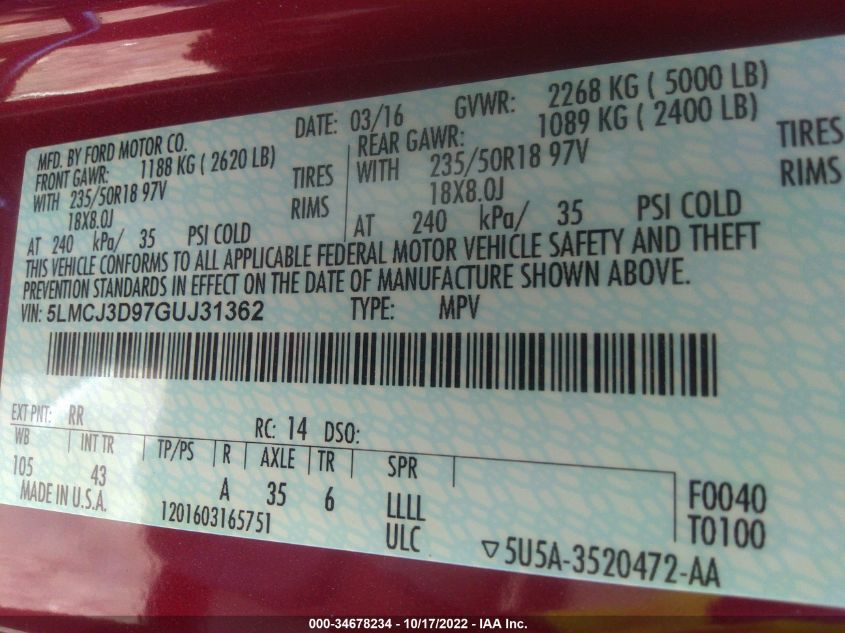 MFD. BY FORD MOTOR CO. DATE: 03/16 GVWR: 2268 KG ( 5000 LB)
FRONT GAWR: 1188 KG ( 2620 LB) REAR GAWR: 1089 KG ( 2400 LB)
WITH 235/50R18 97V TIRES WITH 235/50R18 97V TIRES
18X8.0J RIMS 18X8.0J RIMS
AT 240 kPa/ 35 PSI COLD AT 240 kPa/ 35 PSI COLD
THIS VEHICLE CONFORMS TO ALL APPLICABLE FEDERAL MOTOR VEHICLE SAFETY AND THEFT
PREVENTION STANDARDS IN EFFECT ON THE DATE OF MANUFACTURE SHOWN ABOVE.
VIN: 5LMCJ3D97GUJ31362 TYPE: MPV
EXT PNT: RR RC: 14 DSO:
WB INT TR TP/PS R AXLE TR SPR
105 43 A 35 6 LLLL F0040
MADE IN U.S.A. 1201603165751 ULC T0100
▽5U5A-3520472-AA
000-34678234 - 10/17/2022 - IAA Inc.